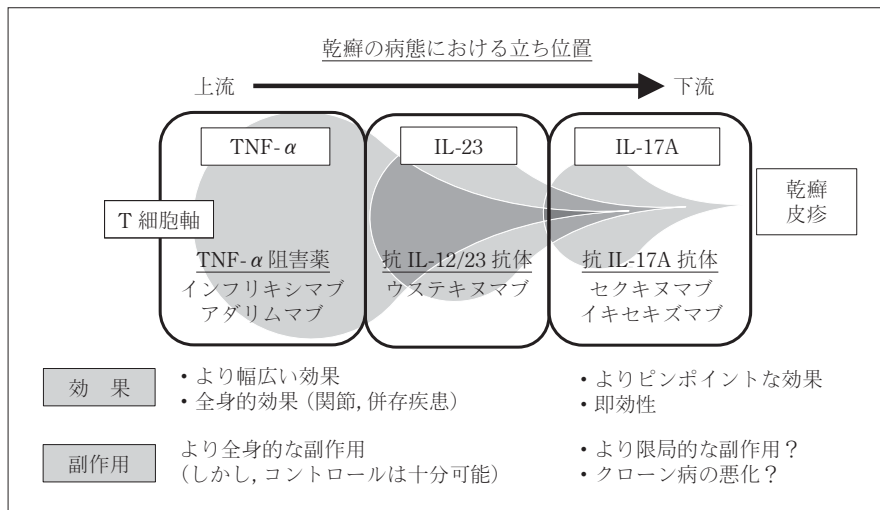 乾癬の病態における立ち位置
上流
下流
TNF-α
IL-23
IL-17A
T 細胞軸
乾癬
皮疹
TNF-α 阻害薬
インフリキシマブ
アダリムマブ
抗 IL-12/23 抗体
ウステキヌマブ
抗 IL-17A 抗体
セクキヌマブ
イキセキズマブ
効 果
・より幅広い効果
・全身的効果 (関節, 併存疾患)
・よりピンポイントな効果
・即効性
副作用
より全身的な副作用
(しかし, コントロールは十分可能)
・より限局的な副作用？
・クローン病の悪化？